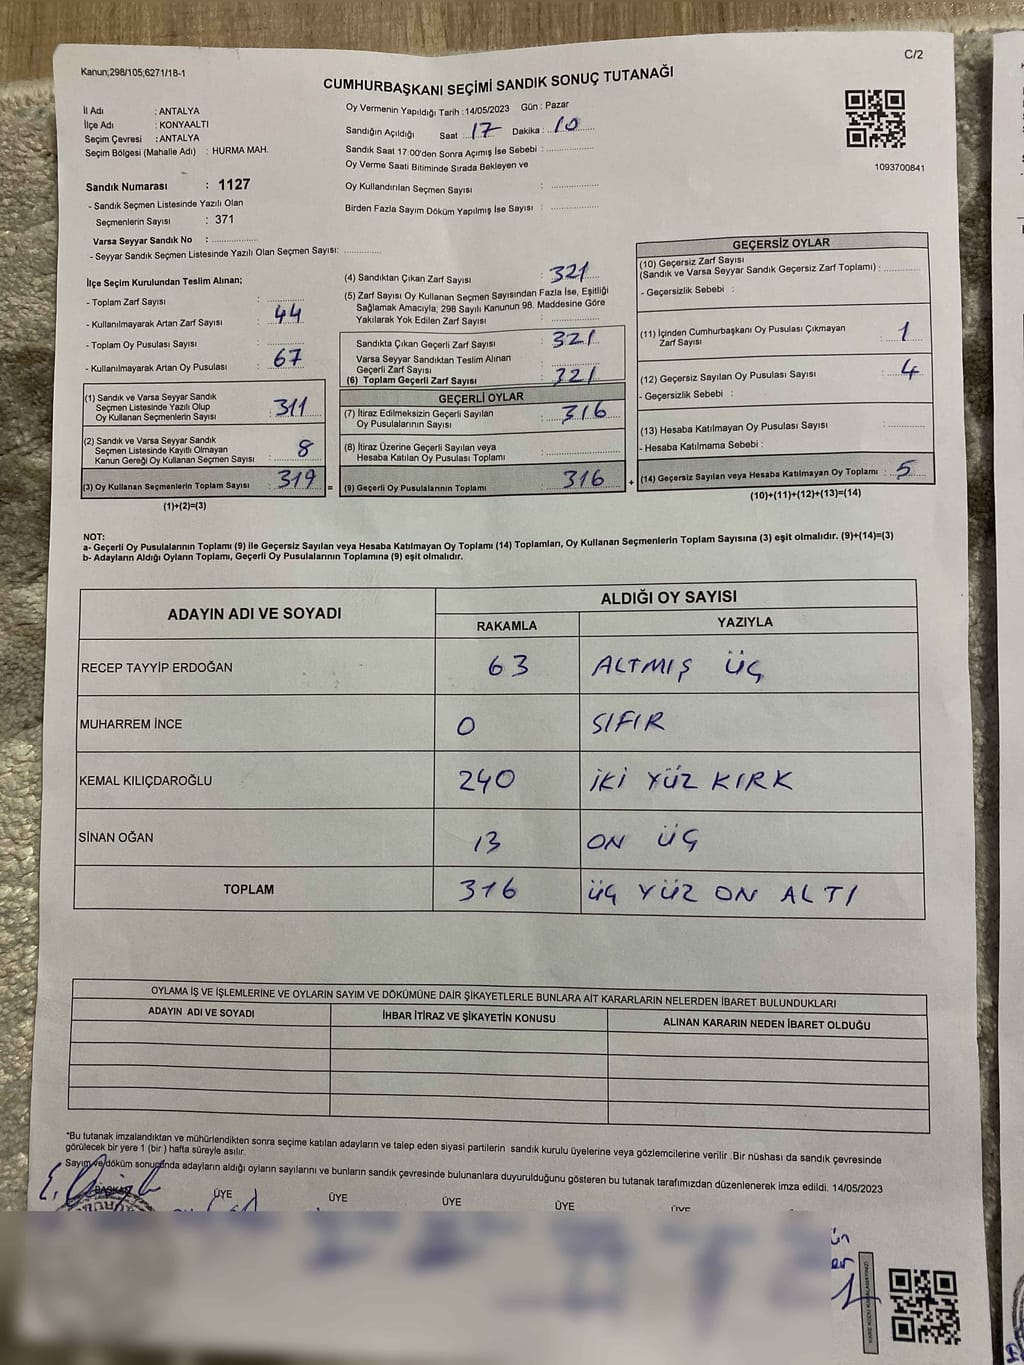 Kanun;298/105;6271/18-1
C/2
CUMHURBAŞKANI SEÇİMİ SANDIK SONUÇ TUTANAĞI
İl Adı : ANTALYA
İlçe Adı : KONYAALTI
Seçim Çevresi : ANTALYA
Seçim Bölgesi (Mahalle Adı) : HURMA MAH.
Oy Vermenin Yapıldığı Tarih : 14/05/2023 Gün : Pazar
Sandığın Açıldığı Saat : 17 Dakika : 10
Sandık Saat 17:00'den Sonra Açımış İse Sebebi :
Oy Verme Saati Bitiminde Sırada Bekleyen ve
Oy Kullandırılan Seçmen Sayısı :
Birden Fazla Sayım Döküm Yapılmış İse Sayısı :
1093700841
Sandık Numarası : 1127
- Sandık Seçmen Listesinde Yazılı Olan
Seçmenlerin Sayısı : 371
Varsa Seyyar Sandık No :
- Seyyar Sandık Seçmen Listesinde Yazılı Olan Seçmen Sayısı:
İlçe Seçim Kurulundan Teslim Alınan;
- Toplam Zarf Sayısı :
- Kullanılmayarak Artan Zarf Sayısı : 44
- Toplam Oy Pusulası Sayısı :
- Kullanılmayarak Artan Oy Pusulası : 67
(1) Sandık ve Varsa Seyyar Sandık
Seçmen Listesinde Yazılı Olup
Oy Kullanan Seçmenlerin Sayısı : 311
(2) Sandık ve Varsa Seyyar Sandık
Seçmen Listesinde Kayıtlı Olmayan
Kanun Gereği Oy Kullanan Seçmen Sayısı : 8
(3) Oy Kullanan Seçmenlerin Toplam Sayısı : 319 =
(1)+(2)=(3)
(4) Sandıktan Çıkan Zarf Sayısı : 321
(5) Zarf Sayısı Oy Kullanan Seçmen Sayısından Fazla İse, Eşitliği
Sağlamak Amacıyla; 298 Sayılı Kanunun 98. Maddesine Göre
Yakılarak Yok Edilen Zarf Sayısı :
Sandıkta Çıkan Geçerli Zarf Sayısı : 321
Varsa Seyyar Sandıktan Teslim Alınan
Geçerli Zarf Sayısı :
(6) Toplam Geçerli Zarf Sayısı : 321
GEÇERLİ OYLAR
(7) İtiraz Edilmeksizin Geçerli Sayılan
Oy Pusulalarının Sayısı : 316
(8) İtiraz Üzerine Geçerli Sayılan veya
Hesaba Katılan Oy Pusulası Toplamı :
(9) Geçerli Oy Pusulalarının Toplamı : 316 +
GEÇERSİZ OYLAR
(10) Geçersiz Zarf Sayısı
(Sandık ve Varsa Seyyar Sandık Geçersiz Zarf Toplamı) :
- Geçersizlik Sebebi :
(11) İçinden Cumhurbaşkanı Oy Pusulası Çıkmayan
Zarf Sayısı : 1
(12) Geçersiz Sayılan Oy Pusulası Sayısı : 4
- Geçersizlik Sebebi :
(13) Hesaba Katılmayan Oy Pusulası Sayısı :
- Hesaba Katılmama Sebebi :
(14) Geçersiz Sayılan veya Hesaba Katılmayan Oy Toplamı : 5
(10)+(11)+(12)+(13)=(14)
NOT:
a- Geçerli Oy Pusulalarının Toplamı (9) ile Geçersiz Sayılan veya Hesaba Katılmayan Oy Toplamı (14) Toplamları, Oy Kullanan Seçmenlerin Toplam Sayısına (3) eşit olmalıdır. (9)+(14)=(3)
b- Adayların Aldığı Oyların Toplamı, Geçerli Oy Pusulalarının Toplamına (9) eşit olmalıdır.
ADAYIN ADI VE SOYADI
ALDIĞI OY SAYISI
RAKAMLA YAZIYLA
RECEP TAYYİP ERDOĞAN 63 ALTMIŞ ÜÇ
MUHARREM İNCE 0 SIFIR
KEMAL KILIÇDAROĞLU 240 İKİ YÜZ KIRK
SİNAN OĞAN 13 ON ÜÇ
TOPLAM 316 ÜÇ YÜZ ON ALTI
OYLAMA İŞ VE İŞLEMLERİNE VE OYLARIN SAYIM VE DÖKÜMÜNE DAİR ŞİKAYETLERLE BUNLARA AİT KARARLARIN NELERDEN İBARET BULUNDUKLARI
ADAYIN ADI VE SOYADI İHBAR İTİRAZ VE ŞİKAYETİN KONUSU ALINAN KARARIN NEDEN İBARET OLDUĞU
*Bu tutanak imzalandıktan ve mühürlendikten sonra seçime katılan adayların ve talep eden siyasi partilerin sandık kurulu üyelerine veya gözlemcilerine verilir .Bir nüshası da sandık çevresinde
görülecek bir yere 1 (bir ) hafta süreyle asılır.
Sayım ve döküm sonucunda adayların aldığı oyların sayılarını ve bunların sandık çevresinde bulunanlara duyurulduğunu gösteren bu tutanak tarafımızdan düzenlenerek imza edildi. 14/05/2023
BAŞKAN ÜYE ÜYE ÜYE ÜYE ÜYE